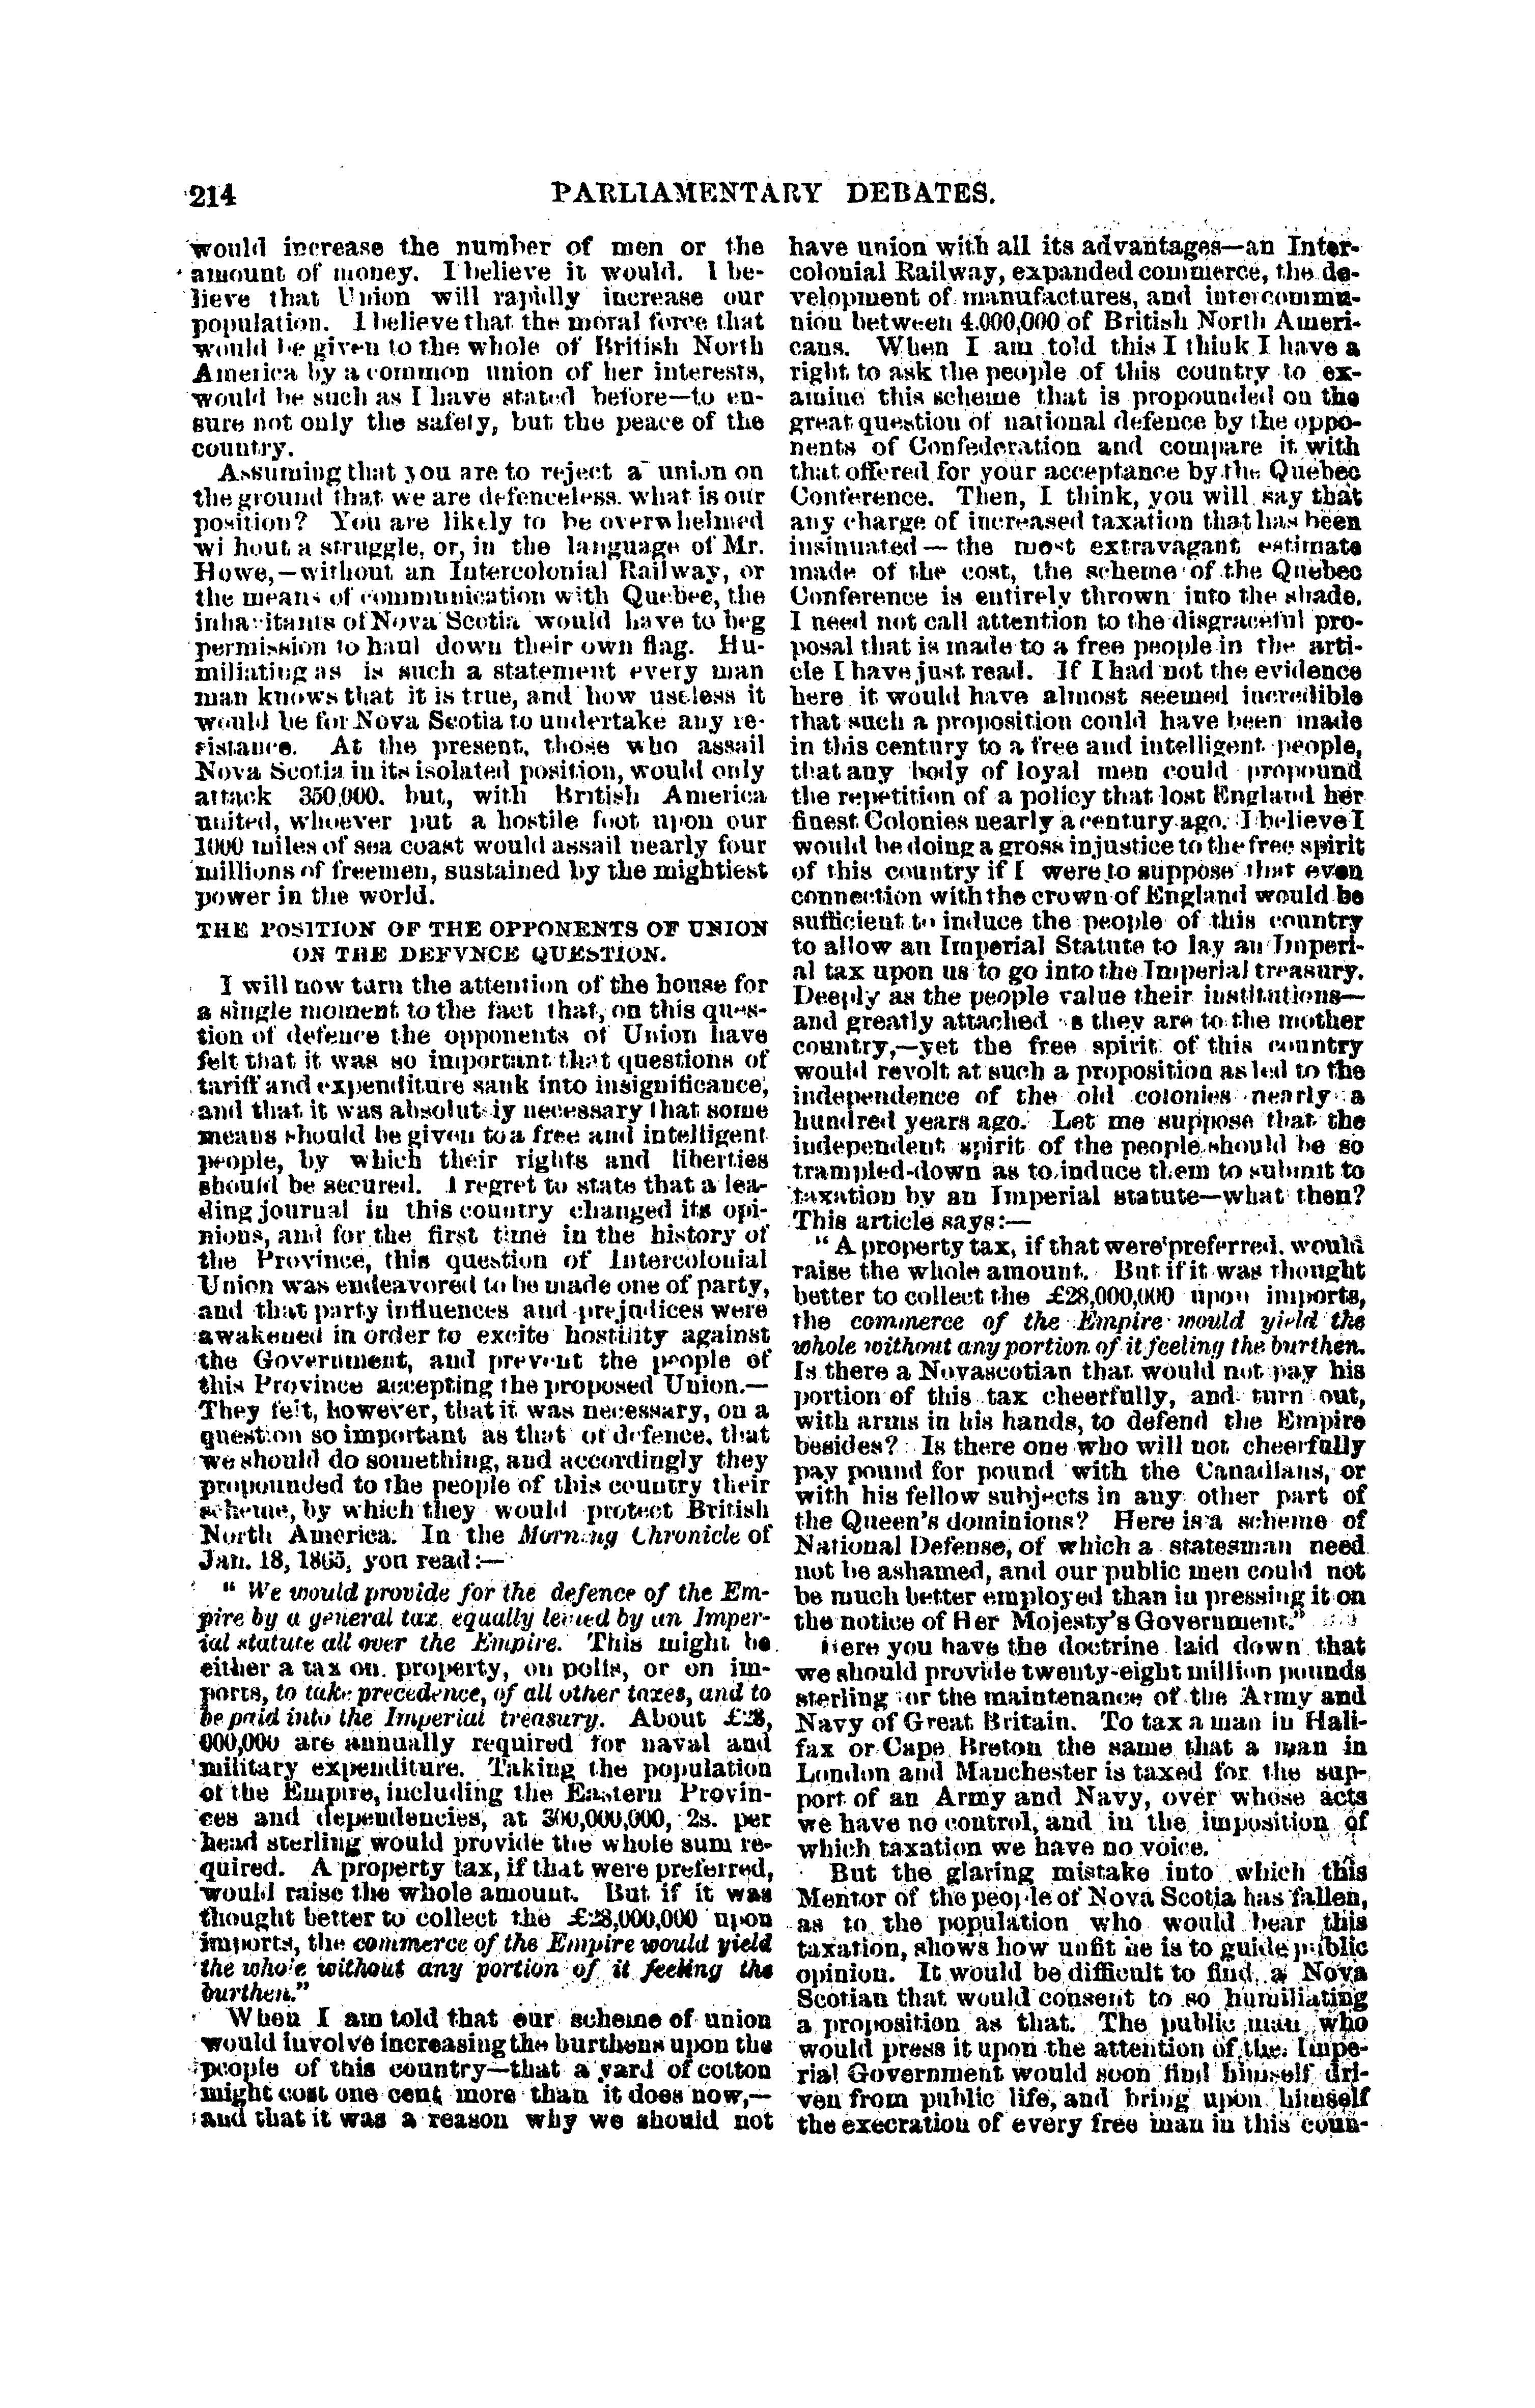 214
PARLIAMENTARY DEBATES.
would increase the number of men or the
amount of money. I believe it would. I be-
lieve that Union will rapidly increase our
population. I believe that the moral force that
would be given to the whole of British North
America by a common union of her interests,
would be such as I have stated before—to en-
sure not only the safety, but the peace of the
country.
Assuming that you are to reject a union on
the ground that we are defenceless. what is our
position? You are likely to be overwhelmed
wi hout a struggle, or, in the language of Mr.
Howe,—without an Intercolonial Railway, or
the means of communication with Quebec, the
inhabitants of Nova Scotia would have to beg
permission to haul down their own flag. Hu-
miliating as is such a statement every man
man knows that it is true, and how useless it
would be for Nova Scotia to undertake any re-
sistance. At the present, those who assail
Nova Scotia in its isolated position, would only
attack 350,000. but, with British America
united, whoever put a hostile foot upon our
1000 miles of sea coast would assail nearly four
millions of freemen, sustained by the mightiest
power in the world.
THE POSITION OF THE OPPONENTS OF UNION
ON THE DEFVNCE QUESTION.
I will now turn the attention of the house for
a single moment to the fact that, on this ques-
tion of defence the opponents of Union have
felt that it was so important that questions of
tariff and expenditure sank into insignificance,
and that it was absolutely necessary that some
means should be given to a free and intelligent
people, by which their rights and liberties
should be secured. I regret to state that a lea-
ding journal in this country changed its opi-
nions, and for the first time in the history of
the Province, this question of Intercolonial
Union was endeavored to be made one of party,
and that party influences and prejudices were
awakened in order to excite hostility against
the Government, and prevent the people of
this Province accepting the proposed Union.—
They felt, however, that it was necessary, on a
question so important as that of defence, that
we should do something, and accordingly they
propounded to the people of this country their
scheme, by which they would protect British
North America. In the Morning Chronicle of
Jan. 18, 1865, you read:—
" We would provide for the defence of the Em-
pire by a general tax equally levied by an Imper-
ial statute all over the Empire. This might be
either a tax on. property, on polls, or on im-
ports, to take precedence, of all other taxes, and to
be paid into the Imperial treasury. About £28,
000,000 are annually required for naval and
military expenditure. Taking the population
of the Empire, including the Eastern Provin-
ces and dependencies, at 300,000,000, 2s. per
head sterling would provide the whole sum re-
quired. A property tax, if that were preferred,
would raise the whole amount. But if it was
thought better to collect the £28,000,000 upon
imports, the commerce of the Empire would yield
the whole without any portion of it feeling the
burthen."
When I am told that our scheme of union
would involve increasing the burthens upon the
people of this country—that a yard of cotton
might cost one cent more than it does now,—
and that it was a reason why we should not
have union with all its advantages—an Inter-
colonial Railway, expanded commerce, the de-
velopment of manufactures, and intercommu-
nion between 4.000,000 of British North Ameri-
cans. When I am told this I think I have a
right to ask the people of this country to ex-
amine this scheme that is propounded on the
great question of national defence by the oppo-
nents of Confederation and compare it with
that offered for your acceptance by the Quebec
Conference. Then, I think, you will say that
any charge of increased taxation that has been
insinuated — the most extravagant estimate
made of the cost, the scheme of the Quebec
Conference is entirely thrown into the shade.
I need not call attention to the disgraceful pro-
posal that is made to a free people in the arti-
cle I have just read. If I had not the evidence
here it would have almost seemed incredible
that such a proposition could have been made
in this century to a free and intelligent people,
that any body of loyal men could propound
the repetition of a policy that lost England her
finest Colonies nearly a century ago. I believe I
would be doing a gross injustice to the free spirit
of this country if I were to suppose that even
connection with the crown of England would be
sufficient to induce the people of this country
to allow an Imperial Statute to lay an Imperi-
al tax upon us to go into the Imperial treasury.
Deeply as the people value their institutions—
and greatly attached as they are to the mother
country,—yet the free spirit of this country
would revolt at such a proposition as led to the
independence of the old colonies nearly a
hundred years ago. Let me suppose that the
independent spirit of the people should be so
trampled-down as to induce them to submit to
taxation by an Imperial statute—what then?
This article says:—
" A property tax, if that were preferred. would
raise the whole amount. But if it was thought
better to collect the £28,000,000 upon imports,
the commerce of the Empire would yield the
whole without any portion of it feeling the burthen.
Is there a Novascotian that would not pay his
portion of this tax cheerfully, and turn out,
with arms in his hands, to defend the Empire
besides? Is there one who will not cheerfully
pay pound for pound with the Canadians, or
with his fellow subjects in any other part of
the Queen's dominions? Here is a scheme of
National Defense, of which a statesman need
not be ashamed, and our public men could not
be much better employed than in pressing it on
the notice of Her Mojesty's Government."
Here you have the doctrine laid down that
we should provide twenty-eight million pounds
sterling for the maintenance of the Army and
Navy of Great Britain. To tax a man in Hali-
fax or Cape Breton the same that a man in
London and Manchester is taxed for the sup-
port of an Army and Navy, over whose acts
we have no control, and in the imposition of
which taxation we have no voice.
But the glaring mistake into which this
Mentor of the people of Nova Scotia has fallen,
as to the population who would bear this
taxation, shows how unfit he is to guide public
opinion. It would be difficult to find a Nova
Scotian that would consent to so humiliating
a proposition as that. The public man who
would press it upon the attention of the Impe-
rial Government would soon find himself dri-
ven from public life, and bring upon himself
the execration of every free man in this coun-